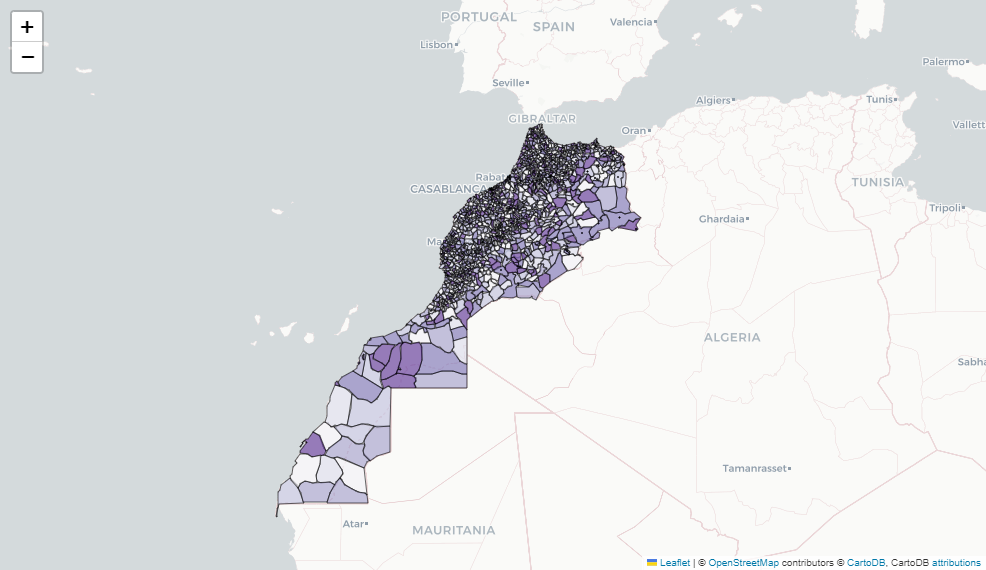 +
−
PORTUGAL
SPAIN
Valencia
Lisbon
Palermo
Seville
Algiers
Tunis
GIBRALTAR
Oran
Vallett
Rabat
CASABLANCA
TUNISIA
Tripoli
Ghardaia
Ma
ALGERIA
Sabha
Tamanrasset
Atar
MAURITANIA
Leaflet | © OpenStreetMap contributors © CartoDB, CartoDB attributions